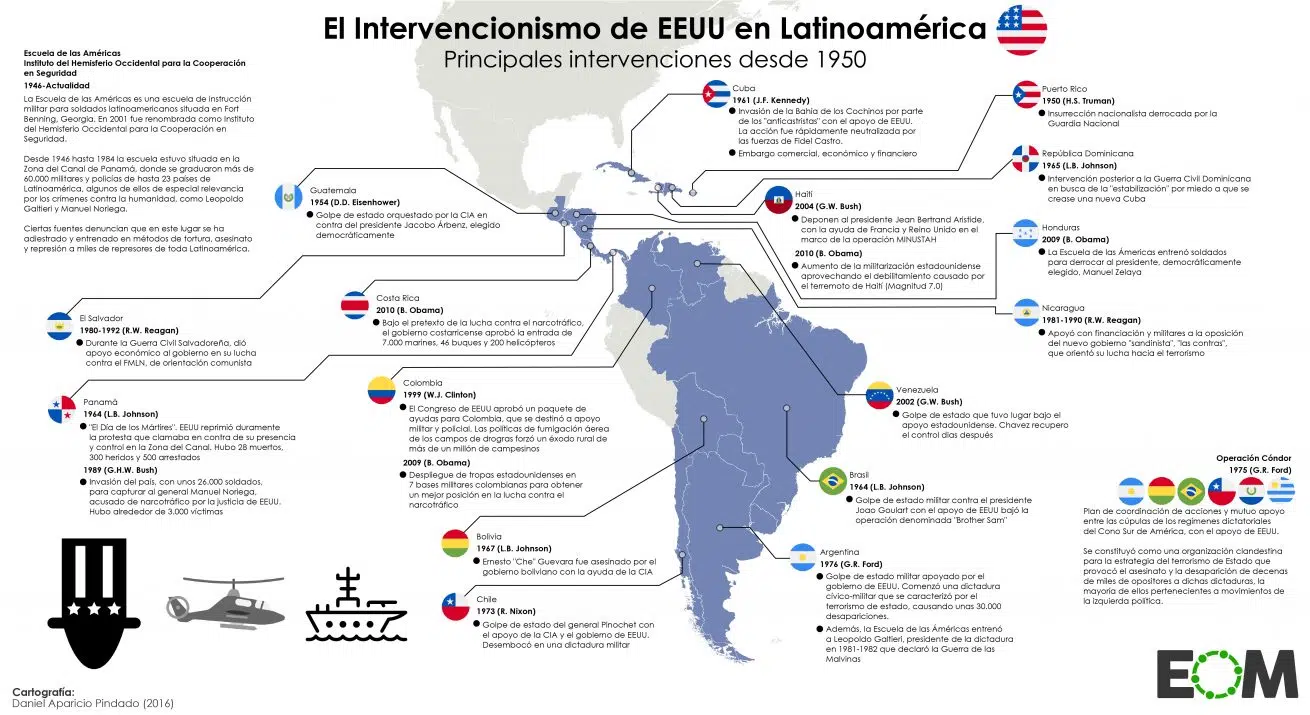 El Intervencionismo de EEUU en Latinoamérica
Principales intervenciones desde 1950
Escuela de las Américas
Instituto del Hemisferio Occidental para la Cooperación
en Seguridad
1946-Actualidad
La Escuela de las Américas es una escuela de instrucción
militar para soldados latinoamericanos situada en Fort
Benning, Georgia. En 2001 fue renombrada como Instituto
del Hemisferio Occidental para la Cooperación en
Seguridad.
Desde 1946 hasta 1984 la escuela estuvo situada en la
Zona del Canal de Panamá, donde se graduaron más de
60.000 militares y policías de hasta 23 países de
Latinoamérica, algunos de ellos de especial relevancia
por los crímenes contra la humanidad, como Leopoldo
Galtieri y Manuel Noriega.
Ciertas fuentes denuncian que en este lugar se ha
adiestrado y entrenado en métodos de tortura, asesinato
y represión a miles de represores de toda Latinoamérica.
Cuba
1961 (J.F. Kennedy)
Invasión de la Bahía de los Cochinos por parte
de los "anticastristas" con el apoyo de EEUU.
La acción fue rápidamente neutralizada por
las fuerzas de Fidel Castro.
Embargo comercial, económico y financiero
Puerto Rico
1950 (H.S. Truman)
Insurrección nacionalista derrocada por la
Guardia Nacional
República Dominicana
1965 (L.B. Johnson)
Intervención posterior a la Guerra Civil Dominicana
en busca de la "estabilización" por miedo a que se
crease una nueva Cuba
Guatemala
1954 (D.D. Eisenhower)
Golpe de estado orquestado por la CIA en
contra del presidente Jacobo Árbenz, elegido
democráticamente
Haití
2004 (G.W. Bush)
Deponen al presidente Jean Bertrand Aristide,
con la ayuda de Francia y Reino Unido en el
marco de la operación MINUSTAH
2010 (B. Obama)
Aumento de la militarización estadounidense
aprovechando el debilitamiento causado por
el terremoto de Haití (Magnitud 7.0)
Honduras
2009 (B. Obama)
La Escuela de las Ámericas entrenó soldados
para derrocar al presidente, democráticamente
elegido, Manuel Zelaya
Costa Rica
2010 (B. Obama)
Bajo el pretexto de la lucha contra el narcotráfico,
el gobierno costarricense aprobó la entrada de
7.000 marines, 46 buques y 200 helicópteros
Nicaragua
1981-1990 (R.W. Reagan)
Apoyó con financiación y militares a la oposición
del nuevo gobierno "sandinista", "las contras",
que orientó su lucha hacia el terrorismo
El Salvador
1980-1992 (R.W. Reagan)
Durante la Guerra Civil Salvadoreña, dió
apoyo económico al gobierno en su lucha
contra el FMLN, de orientación comunista
Panamá
1964 (L.B. Johnson)
"El Día de los Mártires". EEUU reprimió duramente
la protesta que clamaba en contra de su presencia
y control en la Zona del Canal. Hubo 28 muertos,
300 heridos y 500 arrestados
1989 (G.H.W. Bush)
Invasión del país, con unos 26.000 soldados,
para capturar al general Manuel Noriega,
acusado de narcotráfico por la justicia de EEUU.
Hubo alrededor de 3.000 víctimas
Colombia
1999 (W.J. Clinton)
El Congreso de EEUU aprobó un paquete de
ayudas para Colombia, que se destinó a apoyo
militar y policial. Las políticas de fumigación áerea
de los campos de drogras forzó un éxodo rural de
más de un millón de campesinos
2009 (B. Obama)
Despliegue de tropas estadounidenses en
7 bases militares colombianas para obtener
un mejor posición en la lucha contra el
narcotráfico
Venezuela
2002 (G.W. Bush)
Golpe de estado que tuvo lugar bajo el
apoyo estadounidense. Chavez recupero
el control días después
Brasil
1964 (L.B. Johnson)
Golpe de estado militar contra el presidente
Joao Goulart con el apoyo de EEUU bajó la
operación denominada "Brother Sam"
Operación Cóndor
1975 (G.R. Ford)
Plan de coordinación de acciones y mutuo apoyo
entre las cúpulas de los regímenes dictatoriales
del Cono Sur de América, con el apoyo de EEUU.
Se constituyó como una organización clandestina
para la estrategia del terrorismo de Estado que
provocó el asesinato y la desaparición de decenas
de miles de opositores a dichas dictaduras, la
mayoría de ellos pertenecientes a movimientos de
la izquierda política.
Bolivia
1967 (L.B. Johnson)
Ernesto "Che" Guevara fue asesinado por el
gobierno boliviano con la ayuda de la CIA
Argentina
1976 (G.R. Ford)
Golpe de estado militar apoyado por el
gobierno de EEUU. Comenzó una dictadura
cívico-militar que se caracterizó por el
terrorismo de estado, causando unas 30.000
desapariciones.
Además, la Escuela de las Ámericas entrenó
a Leopoldo Galtieri, presidente de la dictadura
en 1981-1982 que declaró la Guerra de las
Malvinas
Chile
1973 (R. Nixon)
Golpe de estado del general Pinochet con
el apoyo de la CIA y el gobierno de EEUU.
Desembocó en una dictadura militar
Cartografía:
Daniel Aparicio Pindado (2016)
EOM